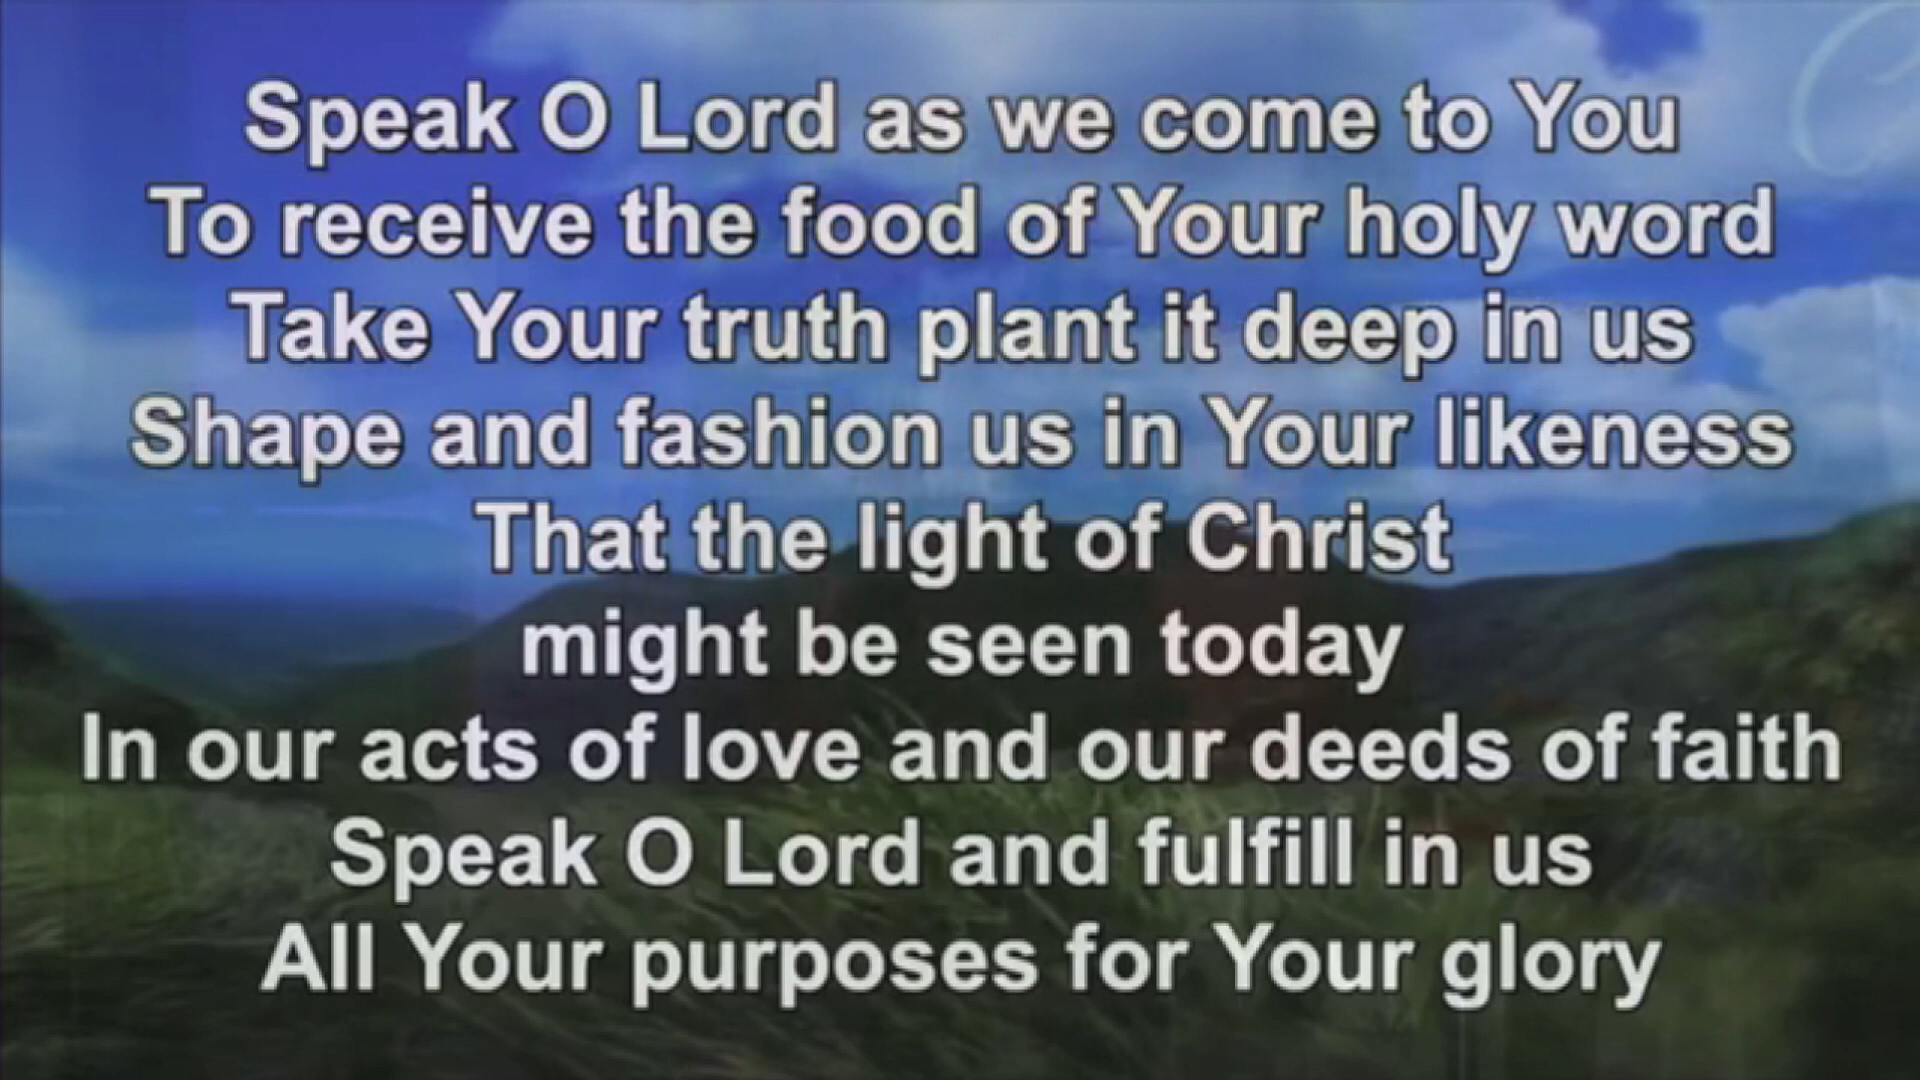 Speak O Lord as we come to You
To receive the food of Your holy word
Take Your truth plant it deep in us
Shape and fashion us in Your likeness
That the light of Christ
might be seen today
In our acts of love and our deeds of faith
Speak O Lord and fulfill in us
All Your purposes for Your glory